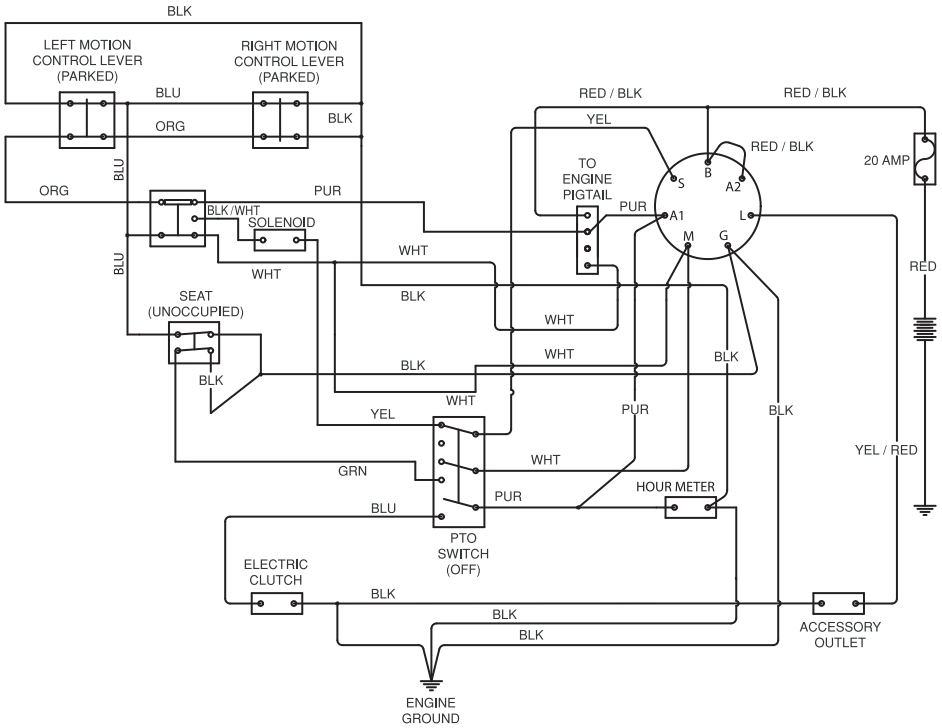 BLK
LEFT MOTION
CONTROL LEVER
(PARKED)
RIGHT MOTION
CONTROL LEVER
(PARKED)
BLU
BLK
ORG
RED / BLK
RED / BLK
YEL
RED / BLK
20 AMP
TO
ENGINE
PIGTAIL
BLU
ORG
PUR
PUR
S
B
A2
A1
L
M
G
BLK/WHT
SOLENOID
WHT
WHT
BLU
RED
BLK
SEAT
(UNOCCUPIED)
WHT
WHT
BLK
BLK
BLK
WHT
YEL
PUR
BLK
YEL / RED
GRN
WHT
HOUR METER
PUR
BLU
PTO
SWITCH
(OFF)
ELECTRIC
CLUTCH
BLK
BLK
BLK
ACCESSORY
OUTLET
ENGINE
GROUND